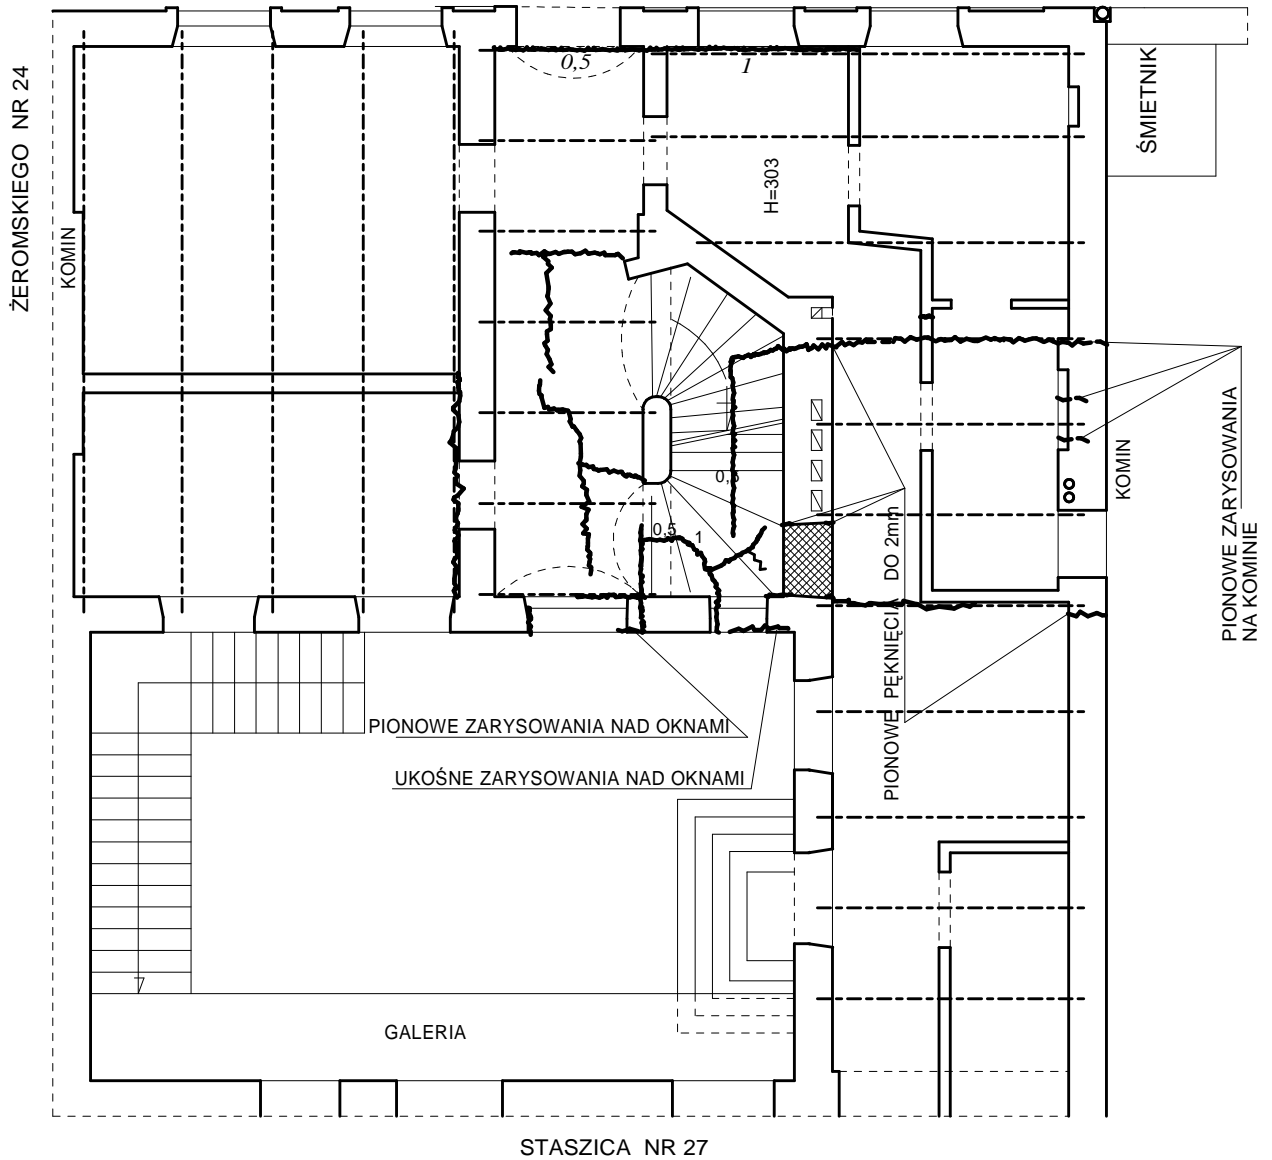 0,5
1
ŻEROMSKIEGO NR 24
ŚMIETNIK
H=303
KOMIN
KOMIN
0,5
0,5
1
PIONOWE ZARYSOWANIA
NA KOMINIE
PIONOWE PĘKNIĘCIA DO 2mm
PIONOWE ZARYSOWANIA NAD OKNAMI
UKOŚNE ZARYSOWANIA NAD OKNAMI
GALERIA
STASZICA NR 27